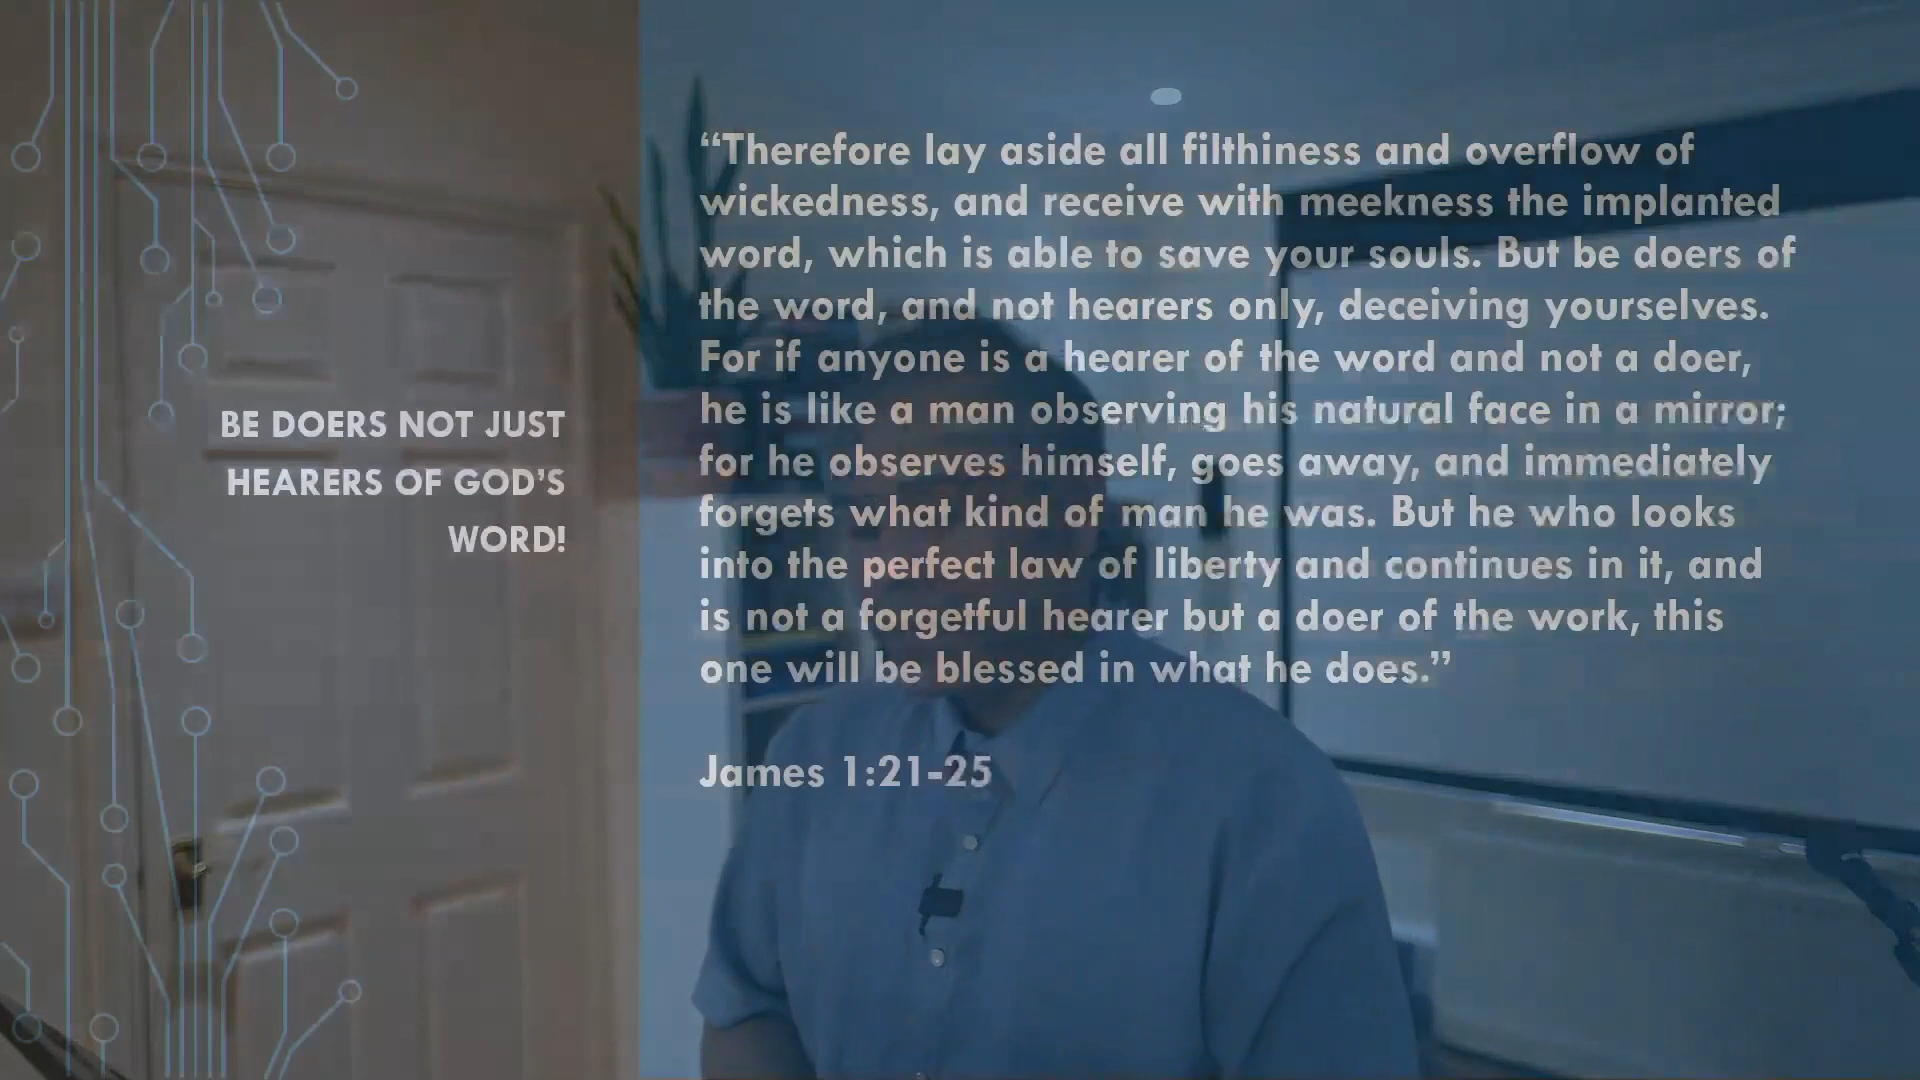 BE DOERS NOT JUST
HEARERS OF GOD’S
WORD!
“Therefore lay aside all filthiness and overflow of
wickedness, and receive with meekness the implanted
word, which is able to save your souls. But be doers of
the word, and not hearers only, deceiving yourselves.
For if anyone is a hearer of the word and not a doer,
he is like a man observing his natural face in a mirror;
for he observes himself, goes away, and immediately
forgets what kind of man he was. But he who looks
into the perfect law of liberty and continues in it, and
is not a forgetful hearer but a doer of the work, this
one will be blessed in what he does.”
James 1:21-25